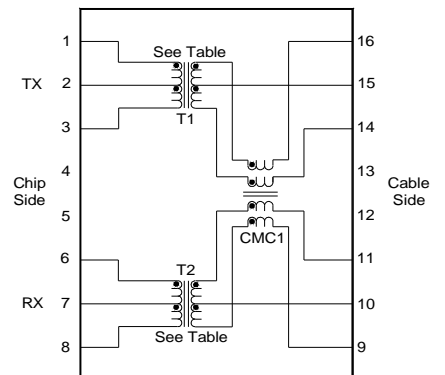 1
16
See Table
TX
2
15
T1
3
14
4
13
Chip
Side
Cable
Side
5
12
CMC1
6
11
T2
RX
7
10
See Table
8
9